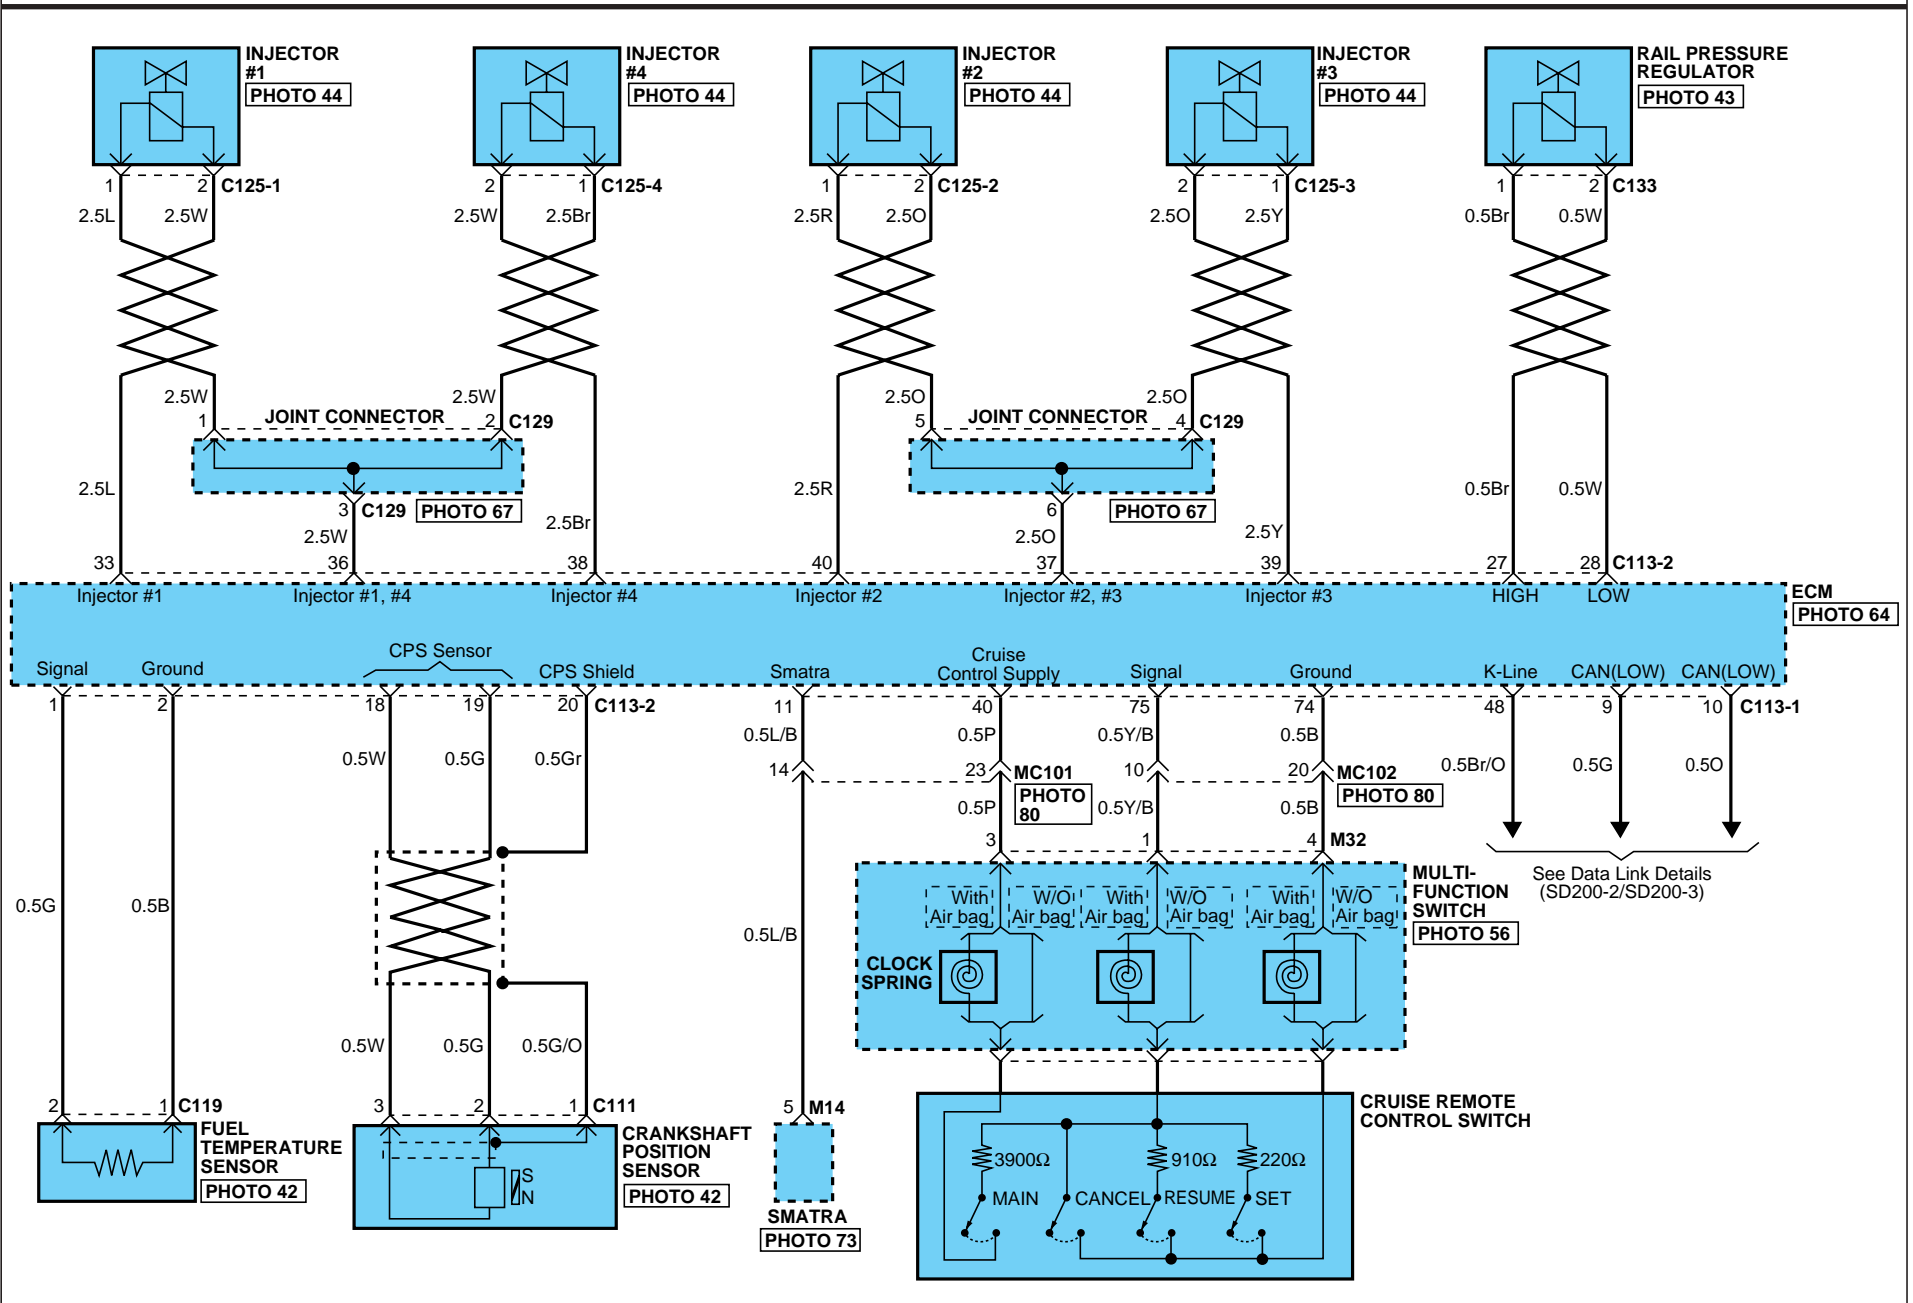 INJECTOR
#1
PHOTO 44
INJECTOR
#4
PHOTO 44
INJECTOR
#2
PHOTO 44
INJECTOR
#3
PHOTO 44
RAIL PRESSURE
REGULATOR
PHOTO 43
1 2 C125-1
2 1 C125-4
1 2 C125-2
2 1 C125-3
1 2 C133
2.5L 2.5W 2.5W 2.5Br 2.5R 2.5O 2.5O 2.5Y 0.5Br 0.5W
2.5W 2.5W 2.5O 2.5O
1 JOINT CONNECTOR 2 C129
5 JOINT CONNECTOR 4 C129
2.5L 2.5R 0.5Br 0.5W
3 C129 PHOTO 67
6 PHOTO 67
2.5W 2.5Br 2.5O 2.5Y
33 36 38 40 37 39 27 28 C113-2
Injector #1 Injector #1, #4 Injector #4 Injector #2 Injector #2, #3 Injector #3 HIGH LOW
ECM
PHOTO 64
Signal Ground CPS Sensor CPS Shield Smatra
Cruise
Control Supply
Signal Ground K-Line CAN(LOW) CAN(LOW)
1 2 18 19 20 C113-2 11 40 75 74 48 9 10 C113-1
0.5L/B 0.5P 0.5Y/B 0.5B
0.5W 0.5G 0.5Gr 0.5Br/O 0.5G 0.5O
14 23 MC101
PHOTO
80
10 20 MC102
PHOTO 80
0.5P 0.5Y/B 0.5B
3 1 4 M32
See Data Link Details
(SD200-2/SD200-3)
MULTI-
FUNCTION
SWITCH
PHOTO 56
With
Air bag
W/O
Air bag
With
Air bag
W/O
Air bag
With
Air bag
W/O
Air bag
CLOCK
SPRING
0.5G 0.5B 0.5L/B
0.5W 0.5G 0.5G/O
2 1 C119
FUEL
TEMPERATURE
SENSOR
PHOTO 42
3 2 1 C111
CRANKSHAFT
POSITION
SENSOR
PHOTO 42
S
N
5 M14
SMATRA
PHOTO 73
CRUISE REMOTE
CONTROL SWITCH
3900Ω 910Ω 220Ω
MAIN CANCEL RESUME SET